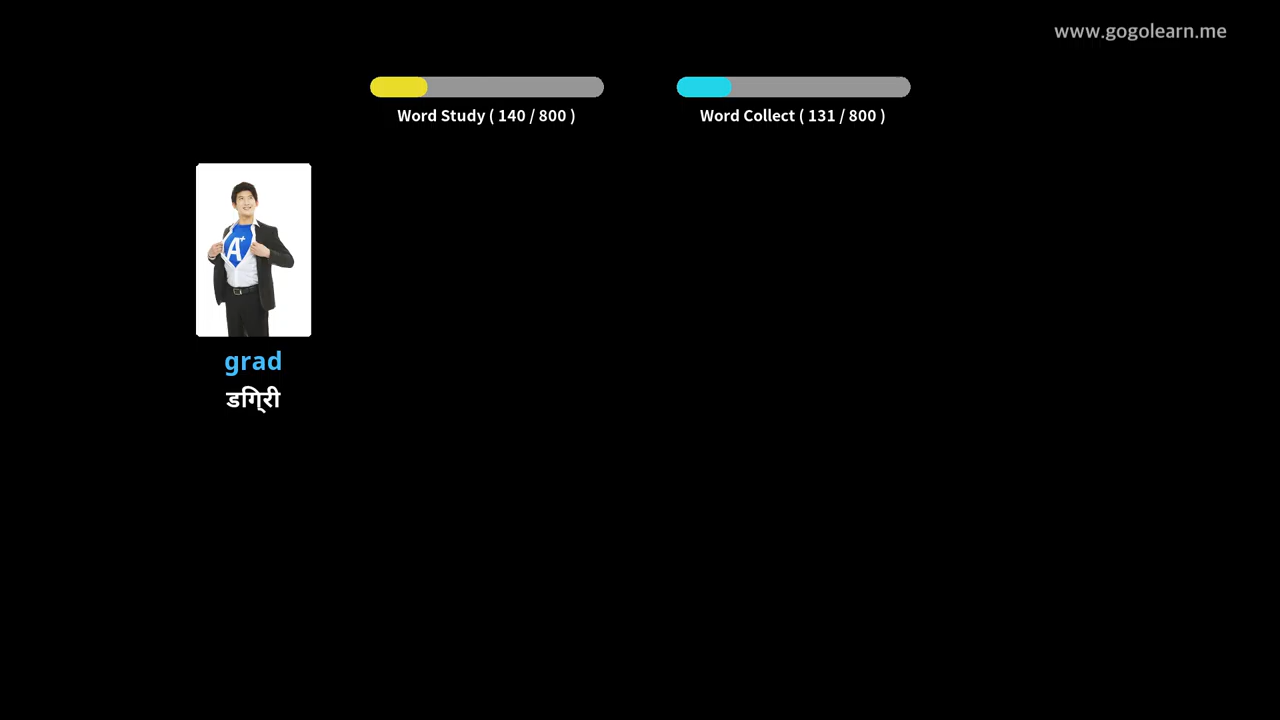 www.gogolearn.me
Word Study ( 140 / 800 )
Word Collect ( 131 / 800 )
A+
grad
डिग्री